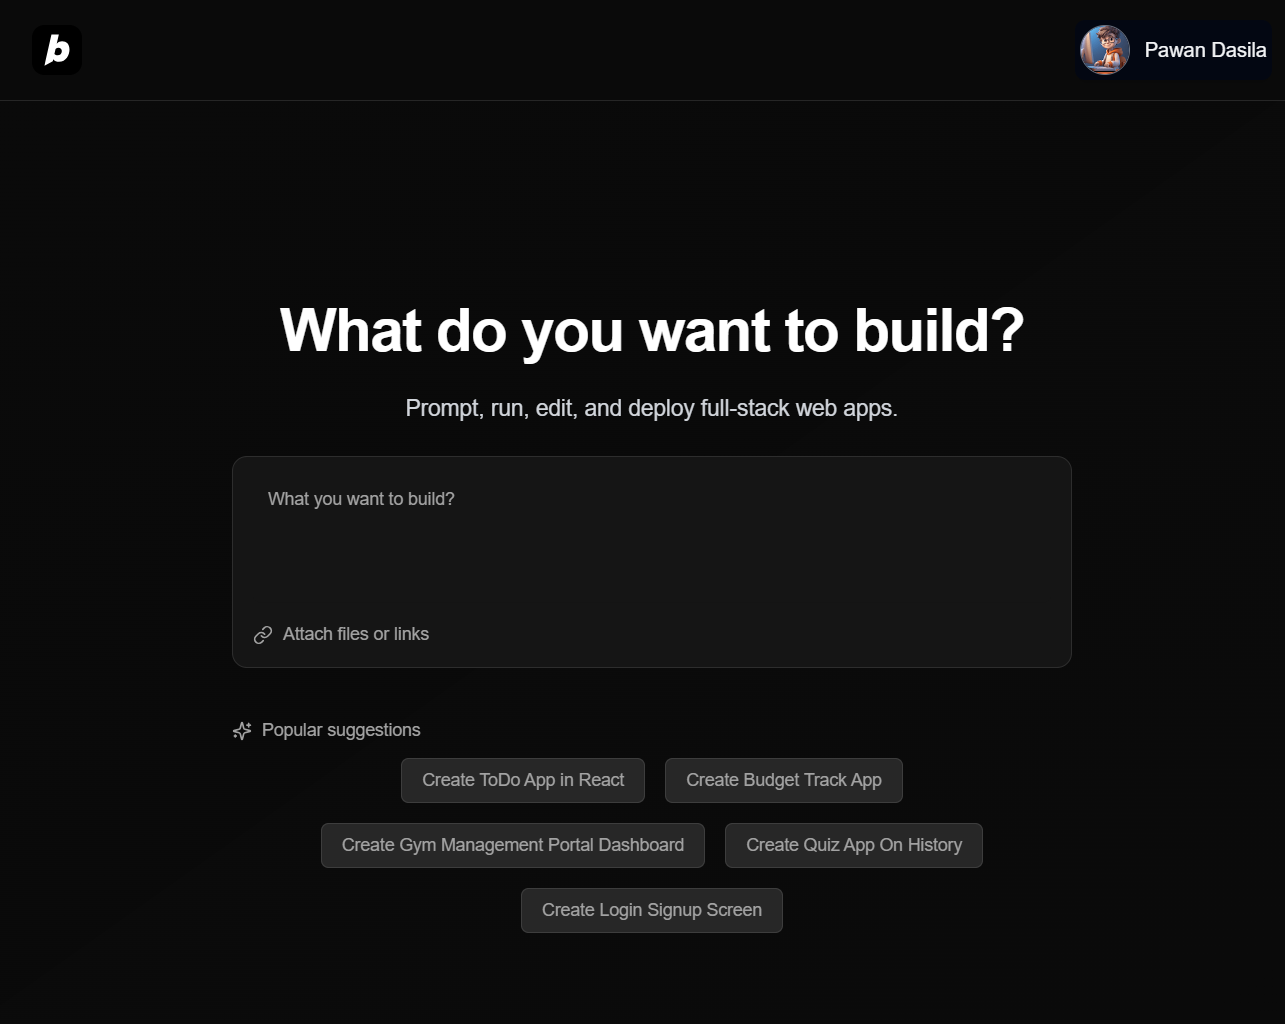 b
Pawan Dasila
What do you want to build?
Prompt, run, edit, and deploy full-stack web apps.
What you want to build?
Attach files or links
Popular suggestions
Create ToDo App in React
Create Budget Track App
Create Gym Management Portal Dashboard
Create Quiz App On History
Create Login Signup Screen